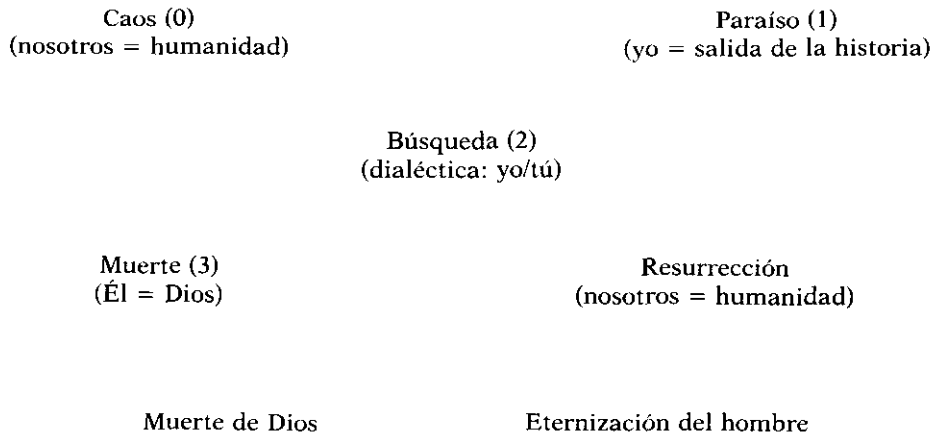 Caos (0)
(nosotros = humanidad)
Paraíso (1)
(yo = salida de la historia)
Búsqueda (2)
(dialéctica: yo/tú)
Muerte (3)
(Él = Dios)
Resurrección
(nosotros = humanidad)
Muerte de Dios
Eternización del hombre